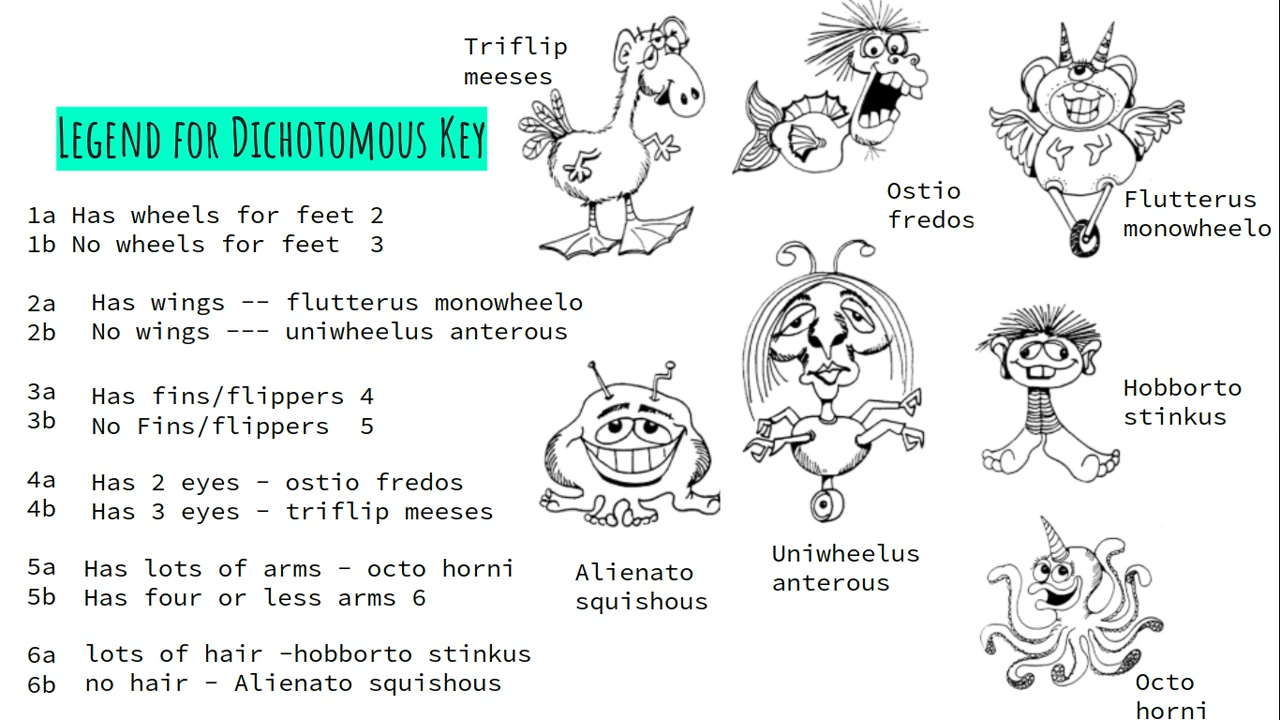 Triflip
meeses
LEGEND FOR DICHOTOMOUS KEY
Ostio
fredos
Flutterus
monowheelo
1a Has wheels for feet 2
1b No wheels for feet 3
2a Has wings -- flutterus monowheelo
2b No wings --- uniwheelus anterous
3a Has fins/flippers 4
3b No Fins/flippers 5
Hobborto
stinkus
4a Has 2 eyes - ostio fredos
4b Has 3 eyes - triflip meeses
5a Has lots of arms - octo horni
5b Has four or less arms 6
Alienato
squishous
Uniwheelus
anterous
6a lots of hair -hobborto stinkus
6b no hair - Alienato squishous
Octo
horni